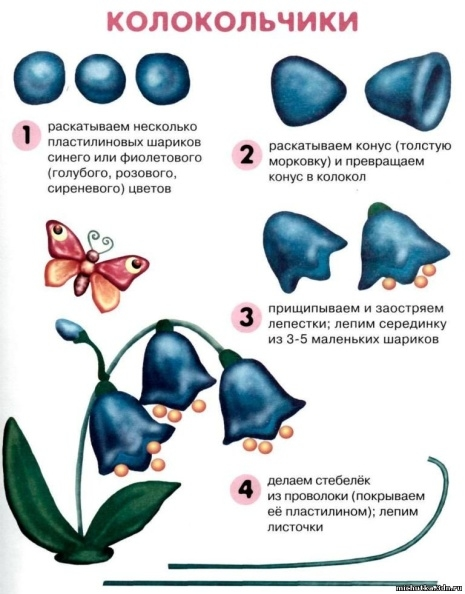 КОЛОКОЛЬЧИКИ
1
раскатываем несколько
пластилиновых шариков
синего или фиолетового
(голубого, розового,
сиреневого) цветов
2
раскатываем конус (толстую
морковку) и превращаем
конус в колокол
3
прищипываем и заостряем
лепестки; лепим серединку
из 3-5 маленьких шариков
4
делаем стебелёк
из проволоки (покрываем
её пластилином); лепим
листочки